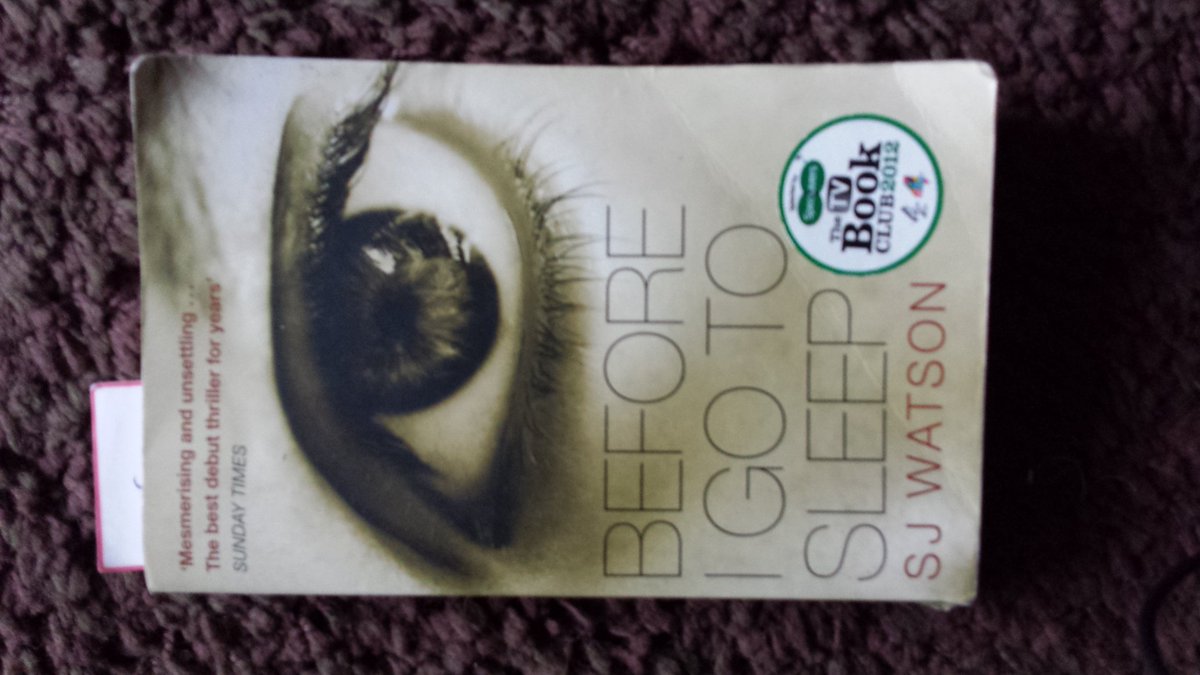 'Mesmerising and unsettling . . .
The best debut thriller for years'
SUNDAY TIMES
BEFORE
I GO TO
SLEEP
SJ WATSON
Specsavers
The TV
Book
CLUB 2012
4